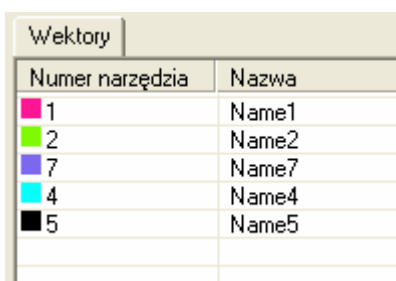 Wektory
Numer narzędzia Nazwa
1 Name1
2 Name2
7 Name7
4 Name4
5 Name5